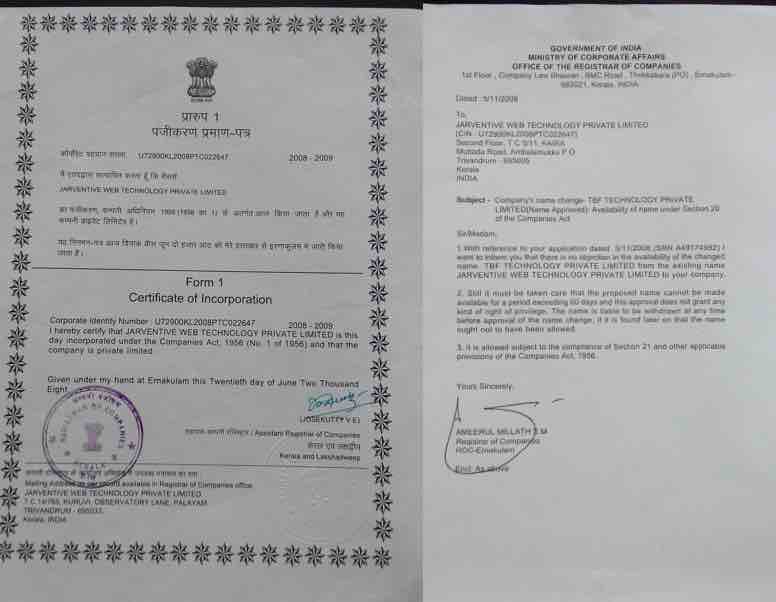 प्रारुप 1
पंजीकरण प्रमाण-पत्र
कॉर्पोरेट पहचान संख्या U72900KL2008PTC022647 2008 - 2009
मैं एतदद्वारा सत्यापित करता हूँ कि मैसर्स
JARVENTIVE WEB TECHNOLOGY PRIVATE LIMITED
का पंजीकरण, कम्पनी अधिनियम 1956 (1956 का 1) के अंतर्गत आज किया जाता है और यह
कम्पनी प्राइवेट लिमिटेड है।
यह निगमन-पत्र आज दिनांक बीस जून दो हजार आठ को मेरे हस्ताक्षर से इरणाकुलम में जारी किया
जाता है।
Form 1
Certificate of Incorporation
Corporate Identity Number : U72900KL2008PTC022647 2008 - 2009
I hereby certify that JARVENTIVE WEB TECHNOLOGY PRIVATE LIMITED is this
day incorporated under the Companies Act, 1956 (No. 1 of 1956) and that the
company is private limited.
Given under my hand at Ernakulam this Twentieth day of June Two Thousand
Eight.
(JOSEKUTTY V E)
सहायक कम्पनी रजिस्ट्रार / Assistant Registrar of Companies
केरल एवं लक्षद्वीप
Kerala and Lakshadweep
REGISTRAR OF COMPANIES
KERALA
Mailing Address as per record available in Registrar of Companies office:
JARVENTIVE WEB TECHNOLOGY PRIVATE LIMITED
T.C.14/765, KURUVI, OBSERVATORY LANE, PALAYAM,
TRIVANDRUM - 695033,
Kerala, INDIA
GOVERNMENT OF INDIA
MINISTRY OF CORPORATE AFFAIRS
OFFICE OF THE REGISTRAR OF COMPANIES
1st Floor , Company Law Bhawan , BMC Road , Thrikkakara (PO) , Ernakulam -
682021, Kerala, INDIA
Dated : 5/11/2008
To,
JARVENTIVE WEB TECHNOLOGY PRIVATE LIMITED
[CIN - U72900KL2008PTC022647]
Second Floor, T C 5/11,
Muttada Road, Ambalamukku P O
Trivandrum - 695005
Kerala
INDIA
Subject - Company's name change- TBF TECHNOLOGY PRIVATE
LIMITED(Name Approved): Availability of name under Section 20
of the Companies Act
Sir/Madam,
1.With reference to your application dated 5/11/2008 (SRN A49174592) I
want to inform you that there is no objection in the availability of the changed
name TBF TECHNOLOGY PRIVATE LIMITED from the existing name
JARVENTIVE WEB TECHNOLOGY PRIVATE LIMITED to your company.
2. Still it must be taken care that the proposed name cannot be made
available for a period exceeding 60 days and this approval does not grant any
kind of right of privilege. The name is liable to be withdrawn at any time
before approval of the name change, if it is found later on that the name
ought not to have been allowed.
3. It is allowed subject to the compliance of Section 21 and other applicable
provisions of the Companies Act, 1956.
Yours Sincerely,
AMEERUL MILLATH S M
Registrar of Companies
ROC-Ernakulam
Encl. As above